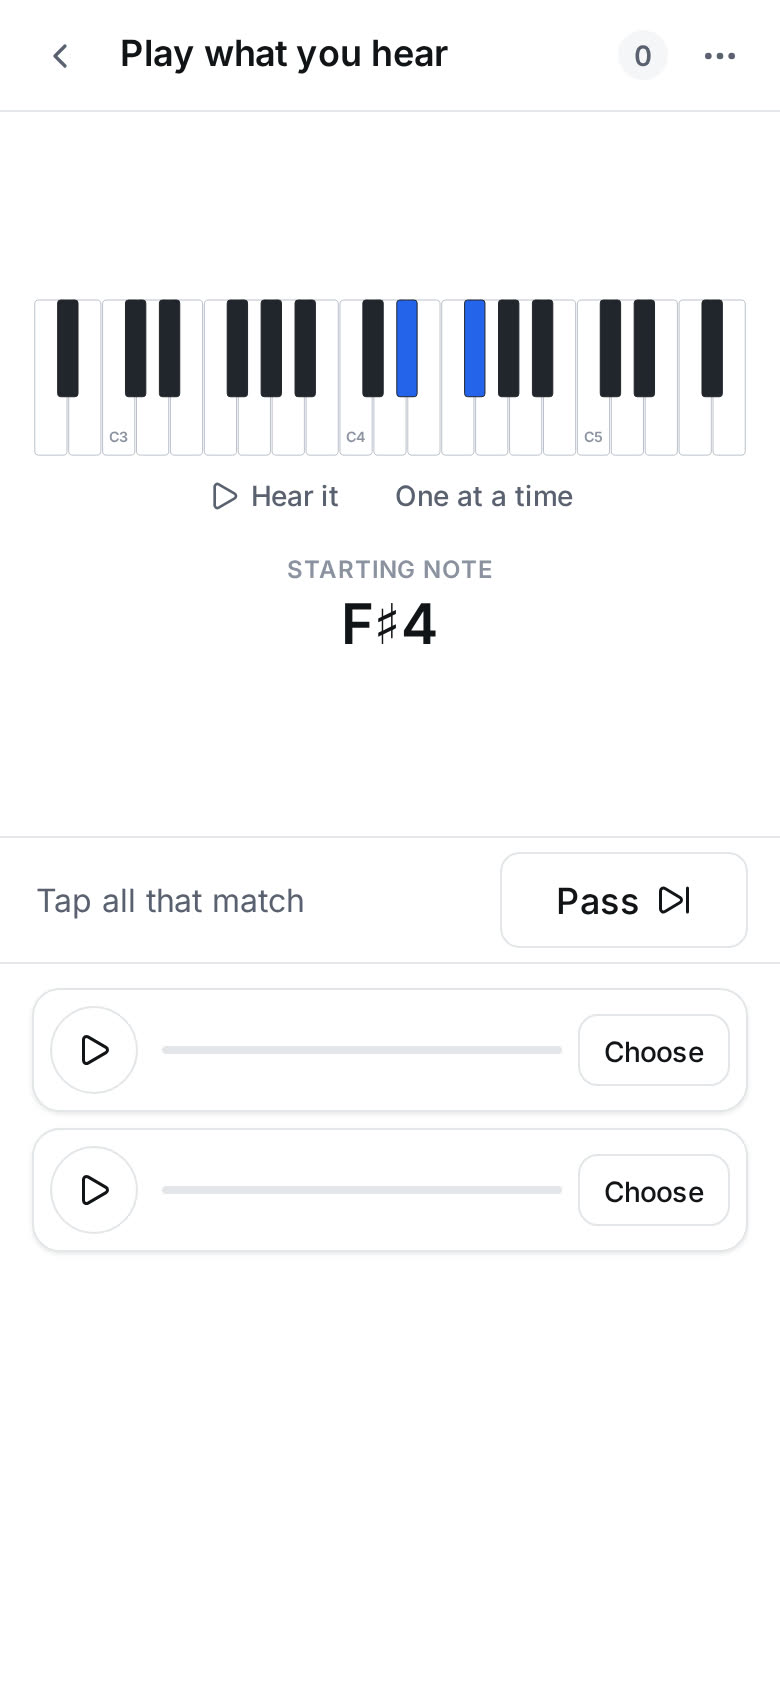 Play what you hear
0
C3
C4
C5
Hear it
One at a time
STARTING NOTE
F♯4
Tap all that match
Pass
Choose
Choose